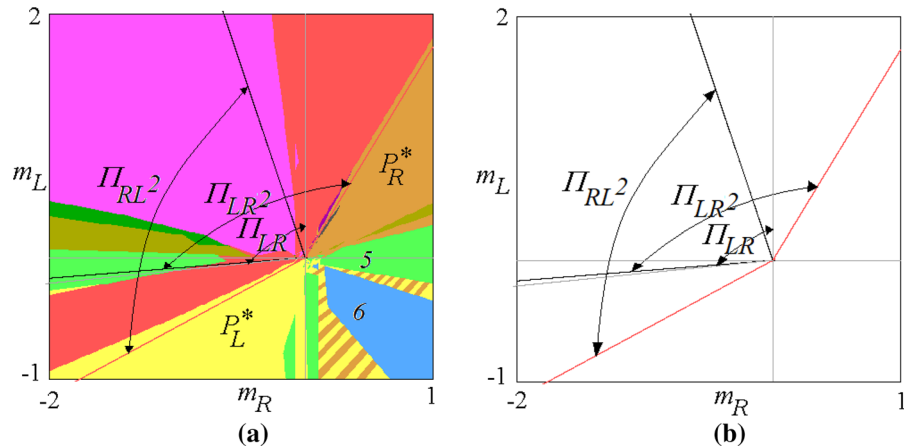 2
m_L
-1
-2
m_R
1
Π_RL²
Π_LR²
Π_LR
P_R^*
P_L^*
5
6
(a)
2
m_L
-1
-2
m_R
1
Π_RL²
Π_LR²
Π_LR
(b)